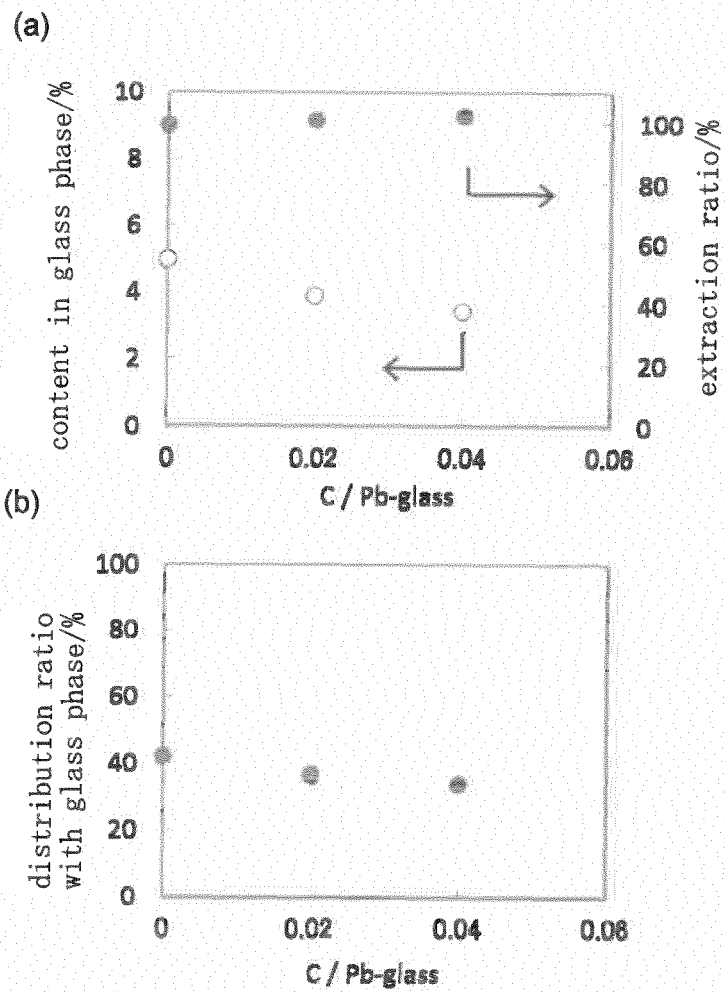 (a)
content in glass phase/%
10
8
6
4
2
0
100
80
60
40
20
0
extraction ratio/%
0 0.02 0.04 0.06
C / Pb-glass
(b)
distribution ratio
with glass phase/%
100
80
60
40
20
0
0 0.02 0.04 0.06
C / Pb-glass